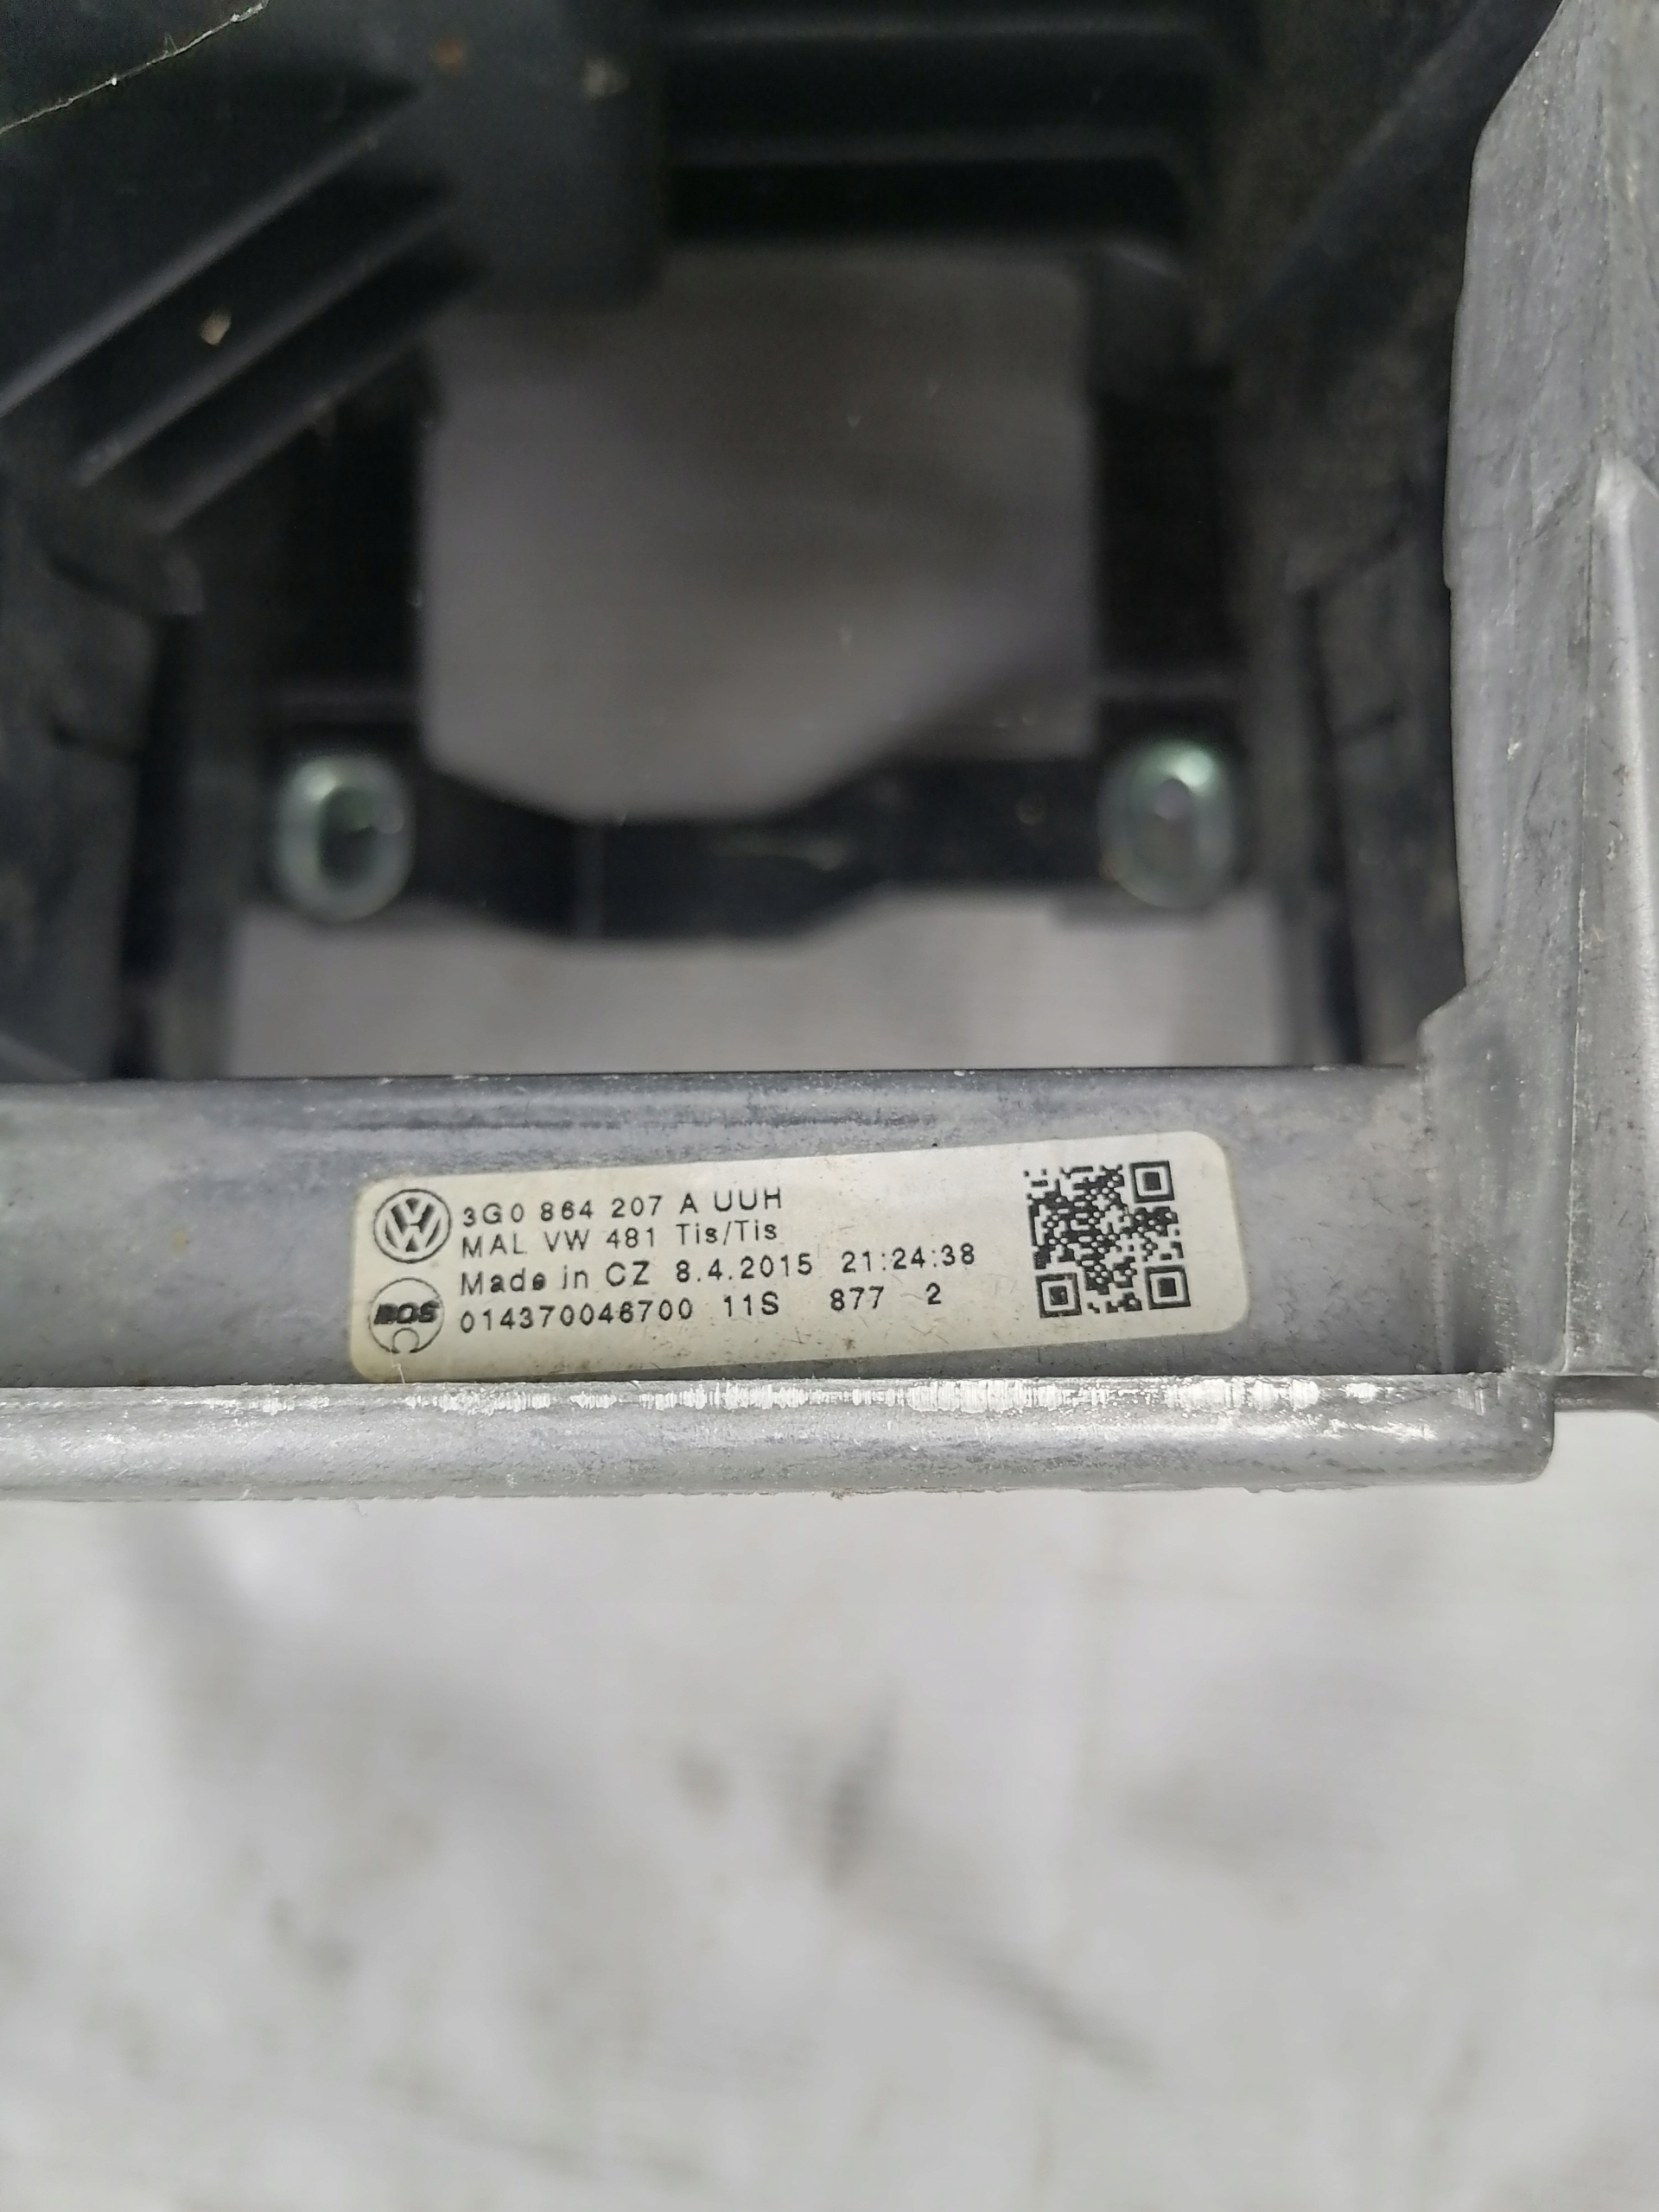 3G0 864 207 A UUH
MAL VW 481 Tis/Tis
Made in CZ 8.4.2015 21:24:38
BOS 014370046700 11S 877 2